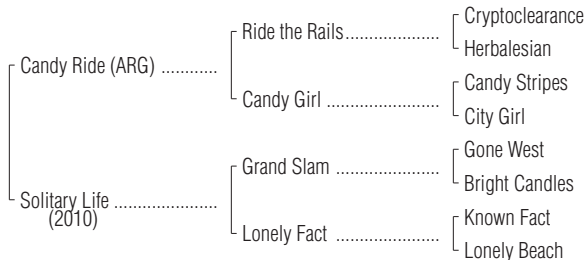 Cryptoclearance
Ride the Rails..................
Herbalesian
Candy Ride (ARG) ............
Candy Stripes
Candy Girl ......................
City Girl
Gone West
Grand Slam ....................
Bright Candles
Solitary Life ......................
(2010)
Known Fact
Lonely Fact ....................
Lonely Beach